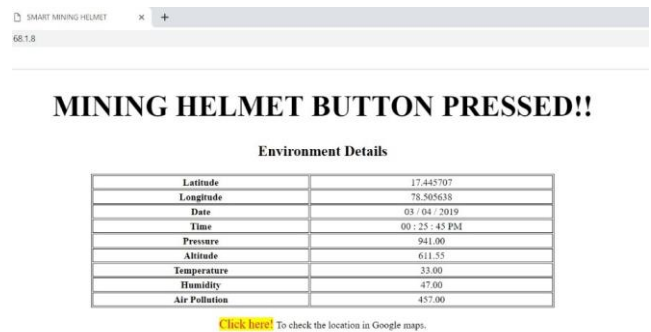 SMART MINING HELMET × +
68.1.8
MINING HELMET BUTTON PRESSED!!
Environment Details
Latitude 17.445707
Longitude 78.505638
Date 03 / 04 / 2019
Time 00 : 25 : 45 PM
Pressure 941.00
Altitude 611.55
Temperature 33.00
Humidity 47.00
Air Pollution 457.00
Click here! To check the location in Google maps.